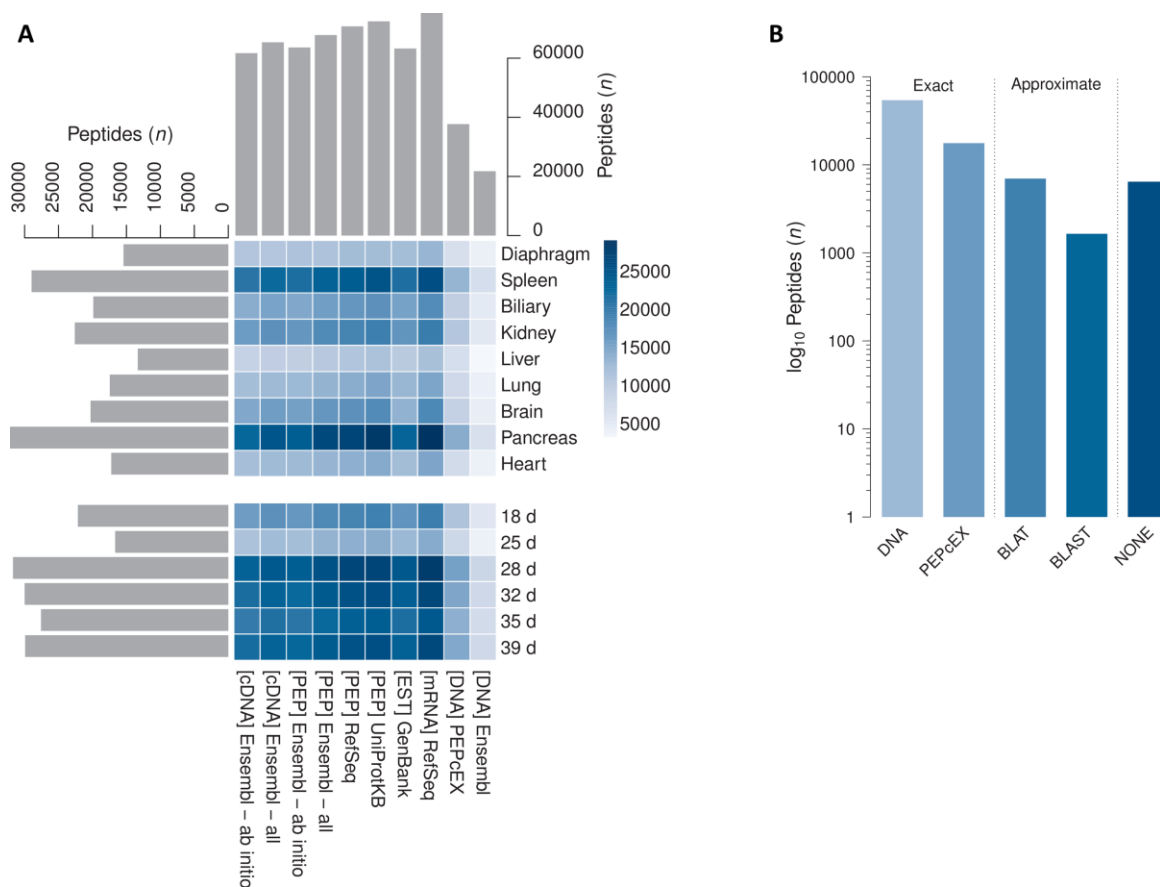 A
60000
40000
20000
0
Peptides (n)
Peptides (n)
30000
25000
20000
15000
10000
5000
0
Diaphragm
Spleen
Biliary
Kidney
Liver
Lung
Brain
Pancreas
Heart
25000
20000
15000
10000
5000
18 d
25 d
28 d
32 d
35 d
39 d
[cDNA] Ensembl – ab initio
[cDNA] Ensembl – all
[PEP] Ensembl – ab initio
[PEP] Ensembl – all
[PEP] RefSeq
[PEP] UniProtKB
[EST] GenBank
[mRNA] RefSeq
[DNA] PEPcEX
[DNA] Ensembl
B
Exact
Approximate
100000
10000
1000
100
10
1
log₁₀ Peptides (n)
DNA
PEPcEX
BLAT
BLAST
NONE